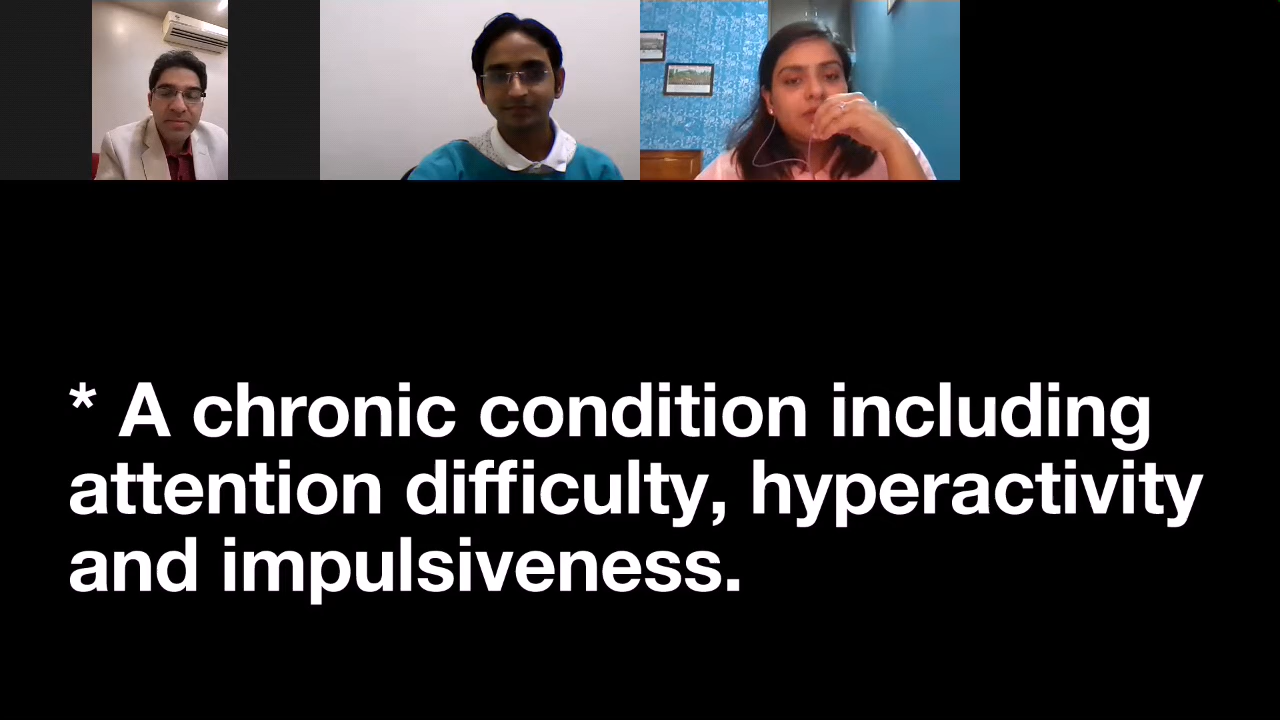 * A chronic condition including
attention difficulty, hyperactivity
and impulsiveness.